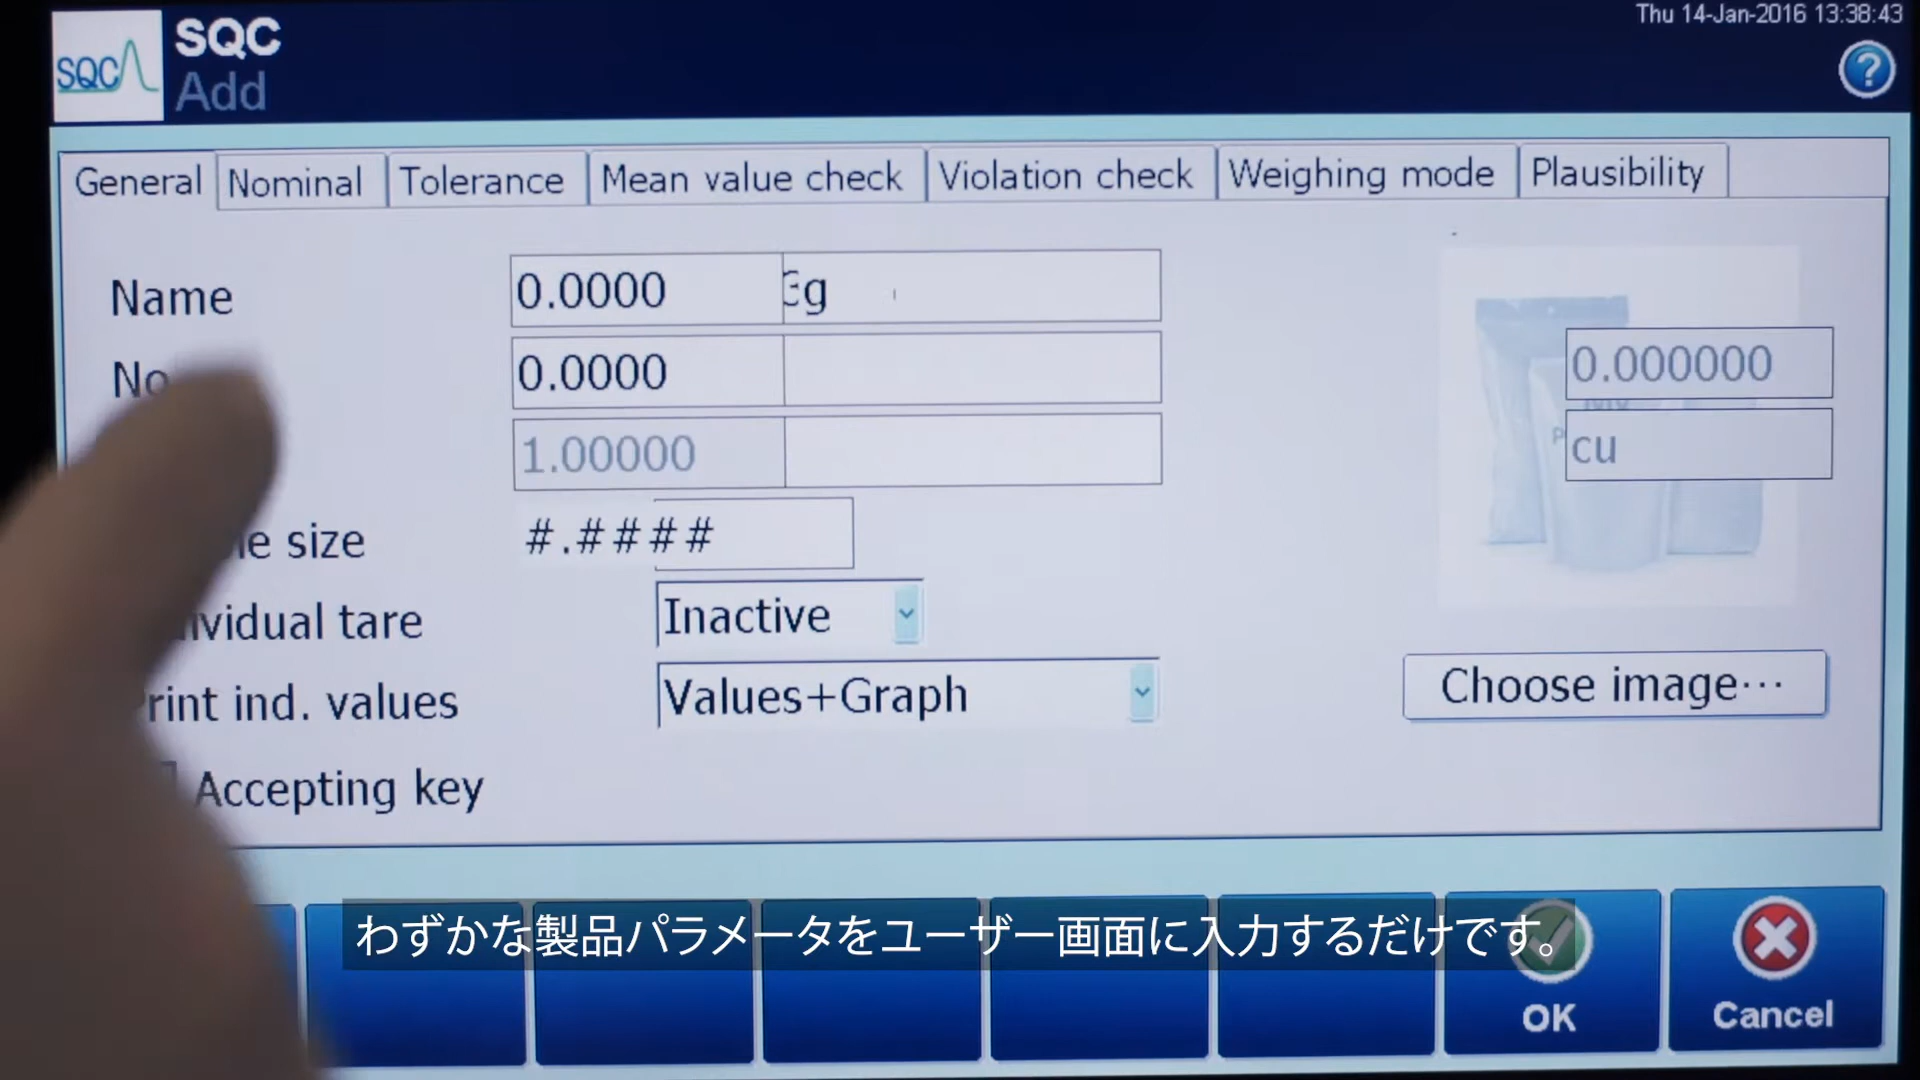 Thu 14-Jan-2016 13:38:43
SQC SQC
Add
General Nominal Tolerance Mean value check Violation check Weighing mode Plausibility
Name 0.0000 g
No 0.0000 0.000000
1.00000 cu
size #.####
tare Inactive
ind. values Values+Graph Choose image...
Accepting key
わずかな製品パラメータをユーザー画面に入力するだけです。
OK Cancel